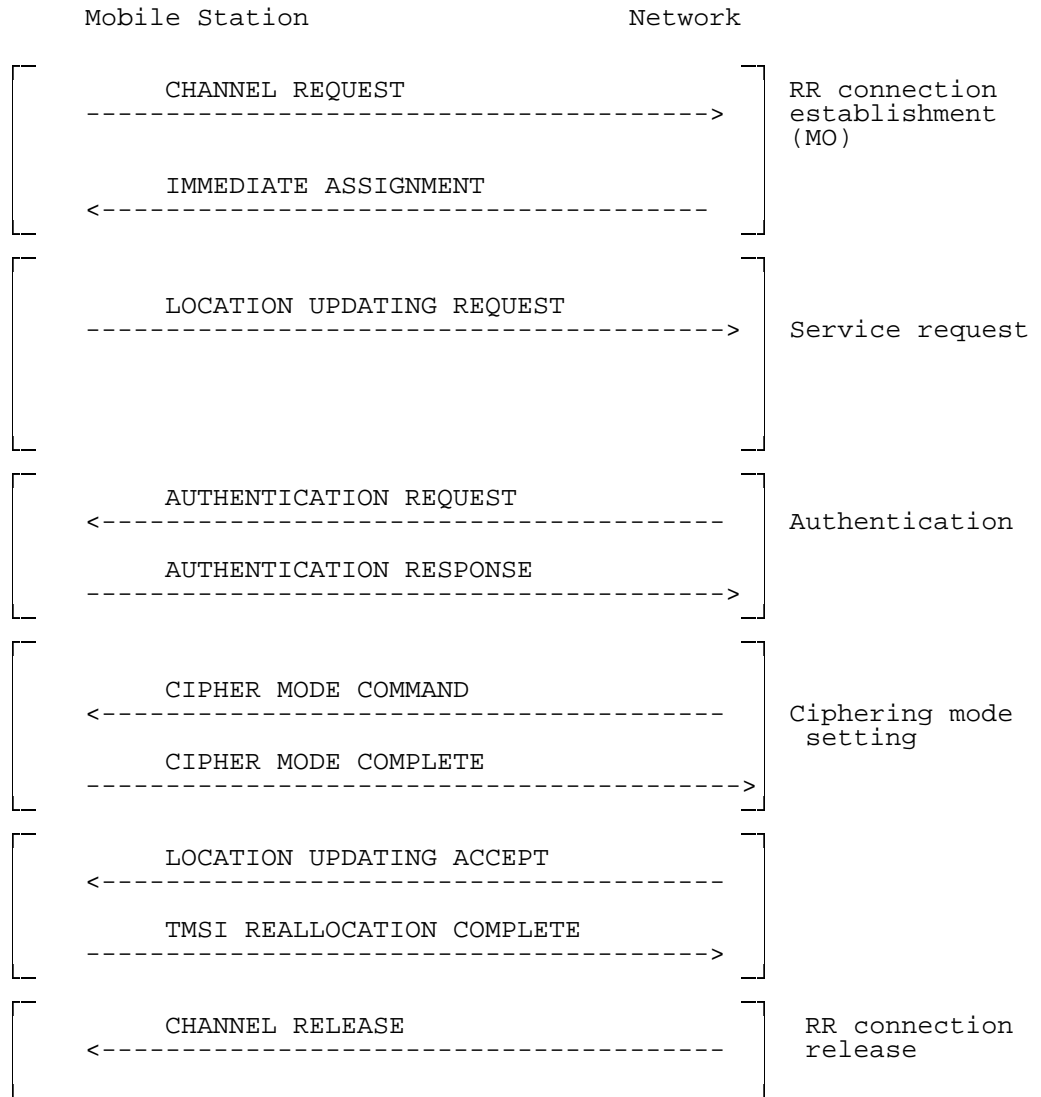 Mobile Station Network
CHANNEL REQUEST
RR connection
--------------------------------------->
establishment
(MO)
IMMEDIATE ASSIGNMENT
<--------------------------------------
LOCATION UPDATING REQUEST
---------------------------------------->
Service request
AUTHENTICATION REQUEST
<---------------------------------------
Authentication
AUTHENTICATION RESPONSE
---------------------------------------->
CIPHER MODE COMMAND
<---------------------------------------
Ciphering mode
setting
CIPHER MODE COMPLETE
----------------------------------------->
LOCATION UPDATING ACCEPT
<---------------------------------------
TMSI REALLOCATION COMPLETE
--------------------------------------->
CHANNEL RELEASE
RR connection
<---------------------------------------
release